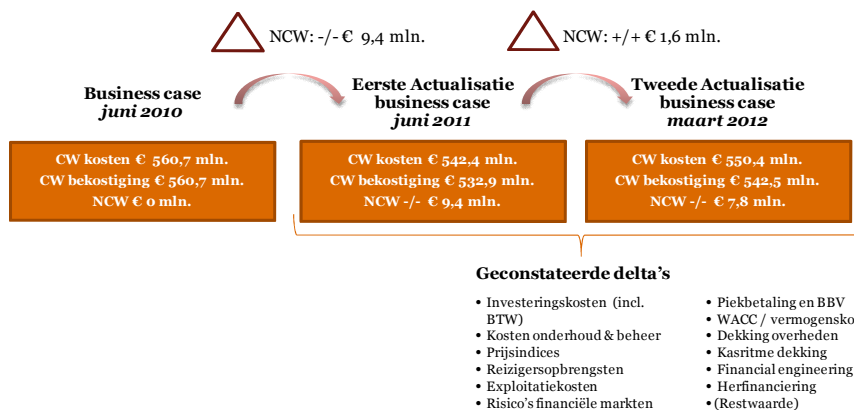 NCW: -/- € 9,4 mln.
NCW: +/+ € 1,6 mln.
Business case
juni 2010
Eerste Actualisatie
business case
juni 2011
Tweede Actualisatie
business case
maart 2012
CW kosten € 560,7 mln.
CW bekostiging € 560,7 mln.
NCW € 0 mln.
CW kosten € 542,4 mln.
CW bekostiging € 532,9 mln.
NCW -/- € 9,4 mln.
CW kosten € 550,4 mln.
CW bekostiging € 542,5 mln.
NCW -/- € 7,8 mln.
Geconstateerde delta's
• Investeringskosten (incl.
BTW)
• Kosten onderhoud & beheer
• Prijsindices
• Reizigersopbrengsten
• Exploitatiekosten
• Risico's financiële markten
• Piekbetaling en BBV
• WACC / vermogensko
• Dekking overheden
• Kasritme dekking
• Financial engineering
• Herfinanciering
• (Restwaarde)